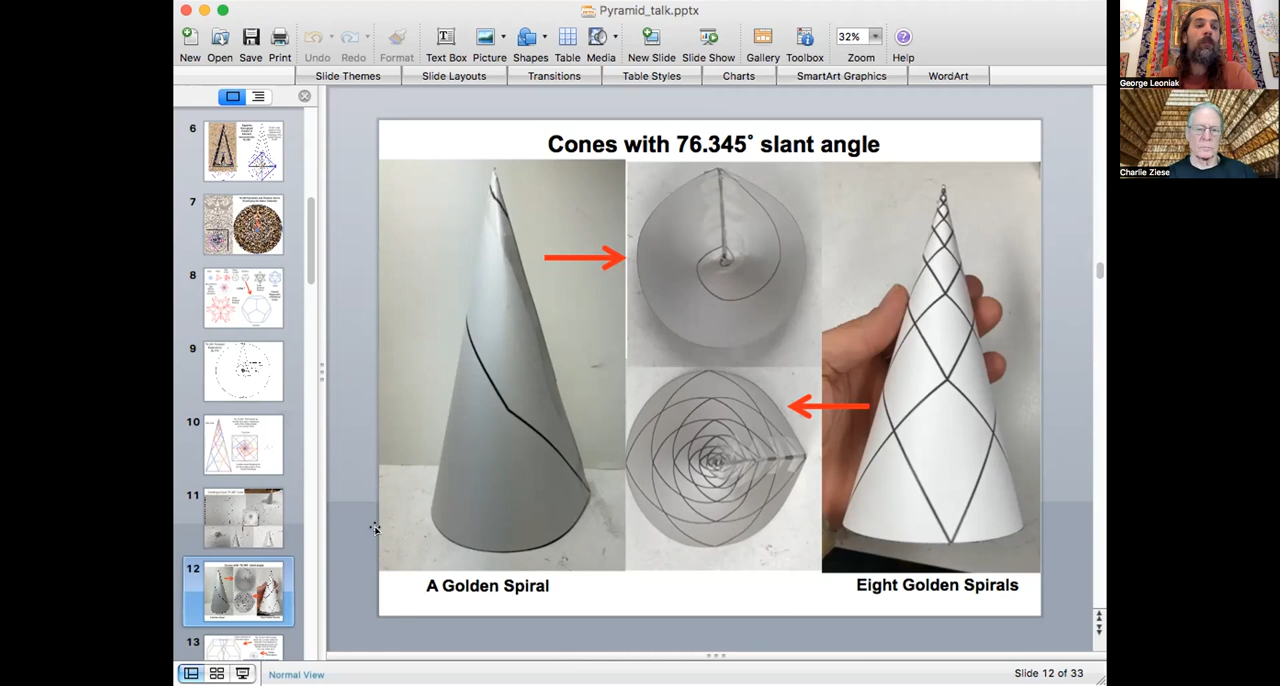 Pyramid_talk.pptx
New Open Save Print Undo Redo Format Text Box Picture Shapes Table Media New Slide Slide Show Gallery Toolbox Zoom Help
32%
Slide Themes Slide Layouts Transitions Table Styles Charts SmartArt Graphics WordArt
6
7
8
9
10
11
12
13
Cones with 76.345˚ slant angle
A Golden Spiral
Eight Golden Spirals
Normal View
Slide 12 of 33
George Leoniak
Charlie Ziese